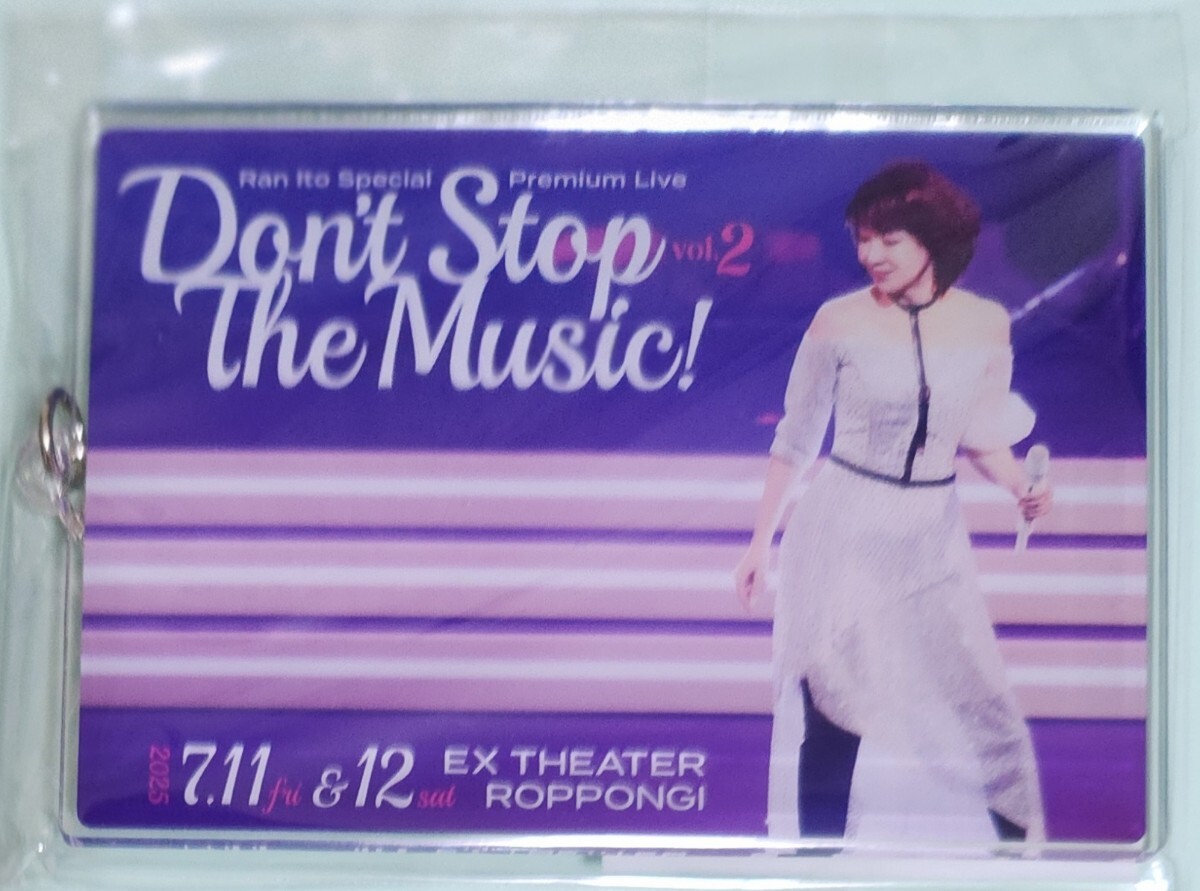 Ran Ito Special Premium Live
Don't Stop
vol.2
The Music!
2025
7.11 fri & 12 sat
EX THEATER
ROPPONGI